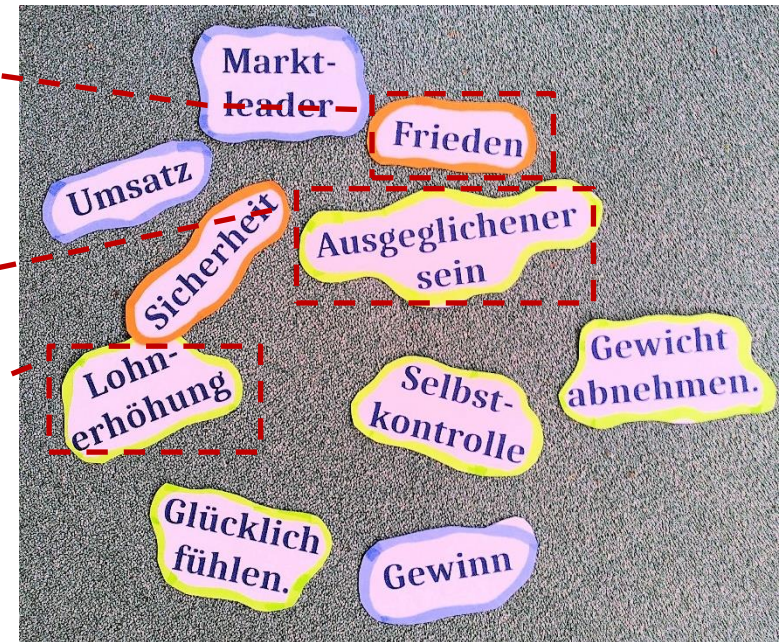 Markt-
leader
Frieden
Umsatz
Sicherheit
Ausgeglichener
sein
Lohn-
erhöhung
Selbst-
kontrolle
Gewicht
abnehmen.
Glücklich
fühlen.
Gewinn